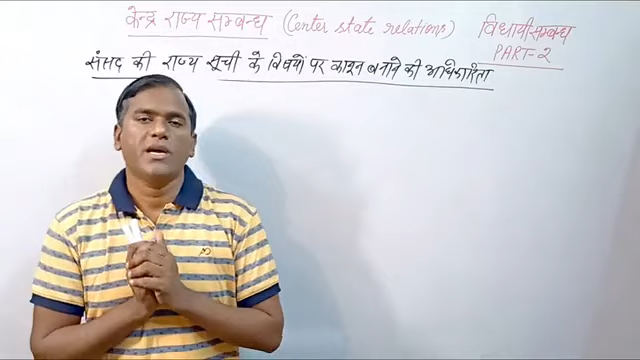 केन्द्र राज्य सम्बन्ध (Center state relations) विधायी सम्बन्ध
PART-2
संसद की राज्य सूची के विषयों पर कानून बनाने की अधिकारिता